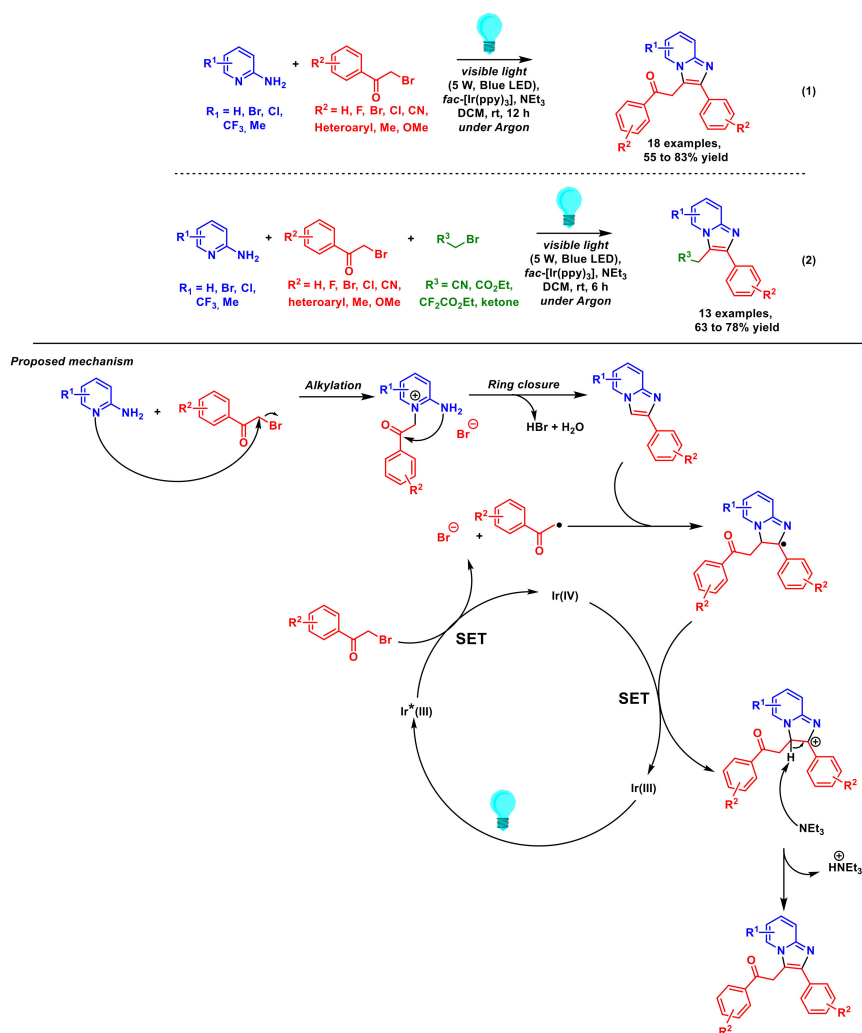 R1
N
NH2
R1 = H, Br, Cl,
CF3, Me
+
R2
O
Br
R2 = H, F, Br, Cl, CN,
Heteroaryl, Me, OMe
visible light
(5 W, Blue LED),
fac-[Ir(ppy)3], NEt3
DCM, rt, 12 h
under Argon
R1
N
N
O
R2
R2
18 examples,
55 to 83% yield
(1)
R1
N
NH2
R1 = H, Br, Cl,
CF3, Me
+
R2
O
Br
R2 = H, F, Br, Cl, CN,
heteroaryl, Me, OMe
+
R3
Br
R3 = CN, CO2Et,
CF2CO2Et, ketone
visible light
(5 W, Blue LED),
fac-[Ir(ppy)3], NEt3
DCM, rt, 6 h
under Argon
R1
N
N
R3
R2
13 examples,
63 to 78% yield
(2)
Proposed mechanism
R1
N
NH2
+
R2
O
Br
Alkylation
R1
⊕
N
NH2
O
Br⊖
R2
Ring closure
HBr + H2O
R1
N
N
R2
Br⊖
+
R2
O
•
R1
N
N
•
O
R2
R2
R2
O
Br
SET
Ir(IV)
Ir*(III)
SET
Ir(III)
R1
N
N
⊕
O
H
R2
R2
NEt3
⊕
HNEt3
R1
N
N
O
R2
R2